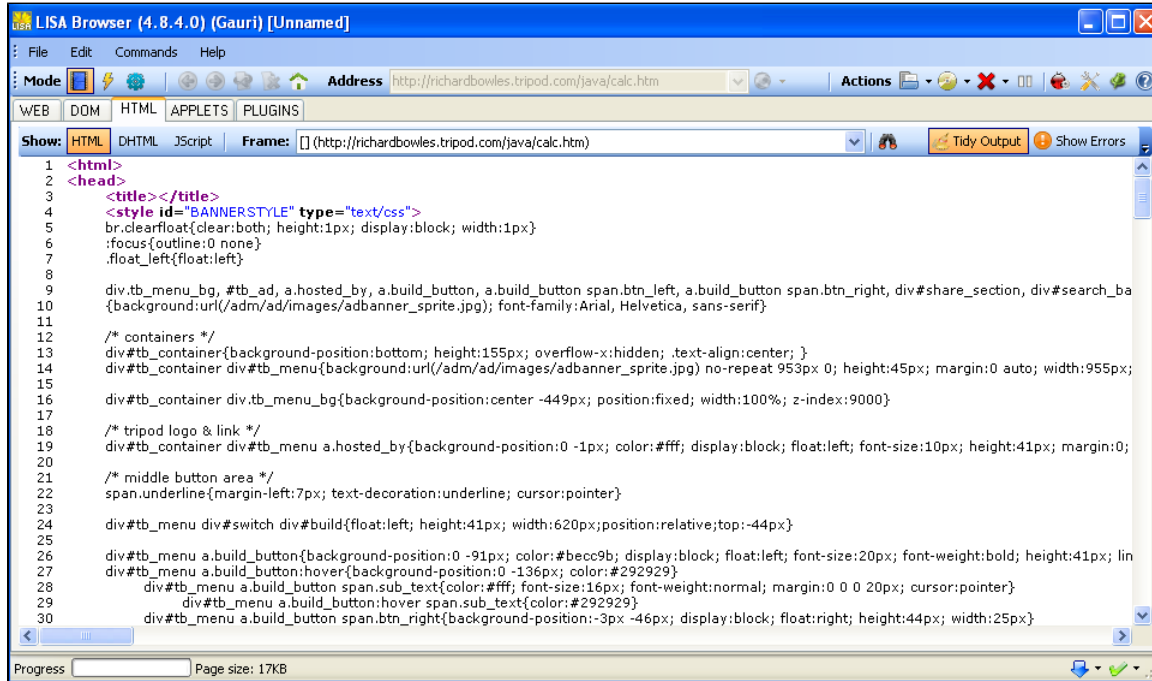 LISA Browser (4.8.4.0) (Gauri) [Unnamed]
File Edit Commands Help
Mode Address http://richardbowles.tripod.com/java/calc.htm Actions
WEB DOM HTML APPLETS PLUGINS
Show: HTML DHTML JScript Frame: [] (http://richardbowles.tripod.com/java/calc.htm) Tidy Output Show Errors
1 <html>
2 <head>
3 <title></title>
4 <style id="BANNERSTYLE" type="text/css">
5 br.clearfloat{clear:both; height:1px; display:block; width:1px}
6 :focus{outline:0 none}
7 .float_left{float:left}
8
9 div.tb_menu_bg, #tb_ad, a.hosted_by, a.build_button, a.build_button span.btn_left, a.build_button span.btn_right, div#share_section, div#search_ba
10 {background:url(/adm/ad/images/adbanner_sprite.jpg); font-family:Arial, Helvetica, sans-serif}
11
12 /* containers */
13 div#tb_container{background-position:bottom; height:155px; overflow-x:hidden; .text-align:center; }
14 div#tb_container div#tb_menu{background:url(/adm/ad/images/adbanner_sprite.jpg) no-repeat 953px 0; height:45px; margin:0 auto; width:955px;
15
16 div#tb_container div.tb_menu_bg{background-position:center -449px; position:fixed; width:100%; z-index:9000}
17
18 /* tripod logo & link */
19 div#tb_container div#tb_menu a.hosted_by{background-position:0 -1px; color:#fff; display:block; float:left; font-size:10px; height:41px; margin:0;
20
21 /* middle button area */
22 span.underline{margin-left:7px; text-decoration:underline; cursor:pointer}
23
24 div#tb_menu div#switch div#build{float:left; height:41px; width:620px;position:relative;top:-44px}
25
26 div#tb_menu a.build_button{background-position:0 -91px; color:#becc9b; display:block; float:left; font-size:20px; font-weight:bold; height:41px; lin
27 div#tb_menu a.build_button:hover{background-position:0 -136px; color:#292929}
28 div#tb_menu a.build_button span.sub_text{color:#fff; font-size:16px; font-weight:normal; margin:0 0 0 20px; cursor:pointer}
29 div#tb_menu a.build_button:hover span.sub_text{color:#292929}
30 div#tb_menu a.build_button span.btn_right{background-position:-3px -46px; display:block; float:right; height:44px; width:25px}
Progress Page size: 17KB